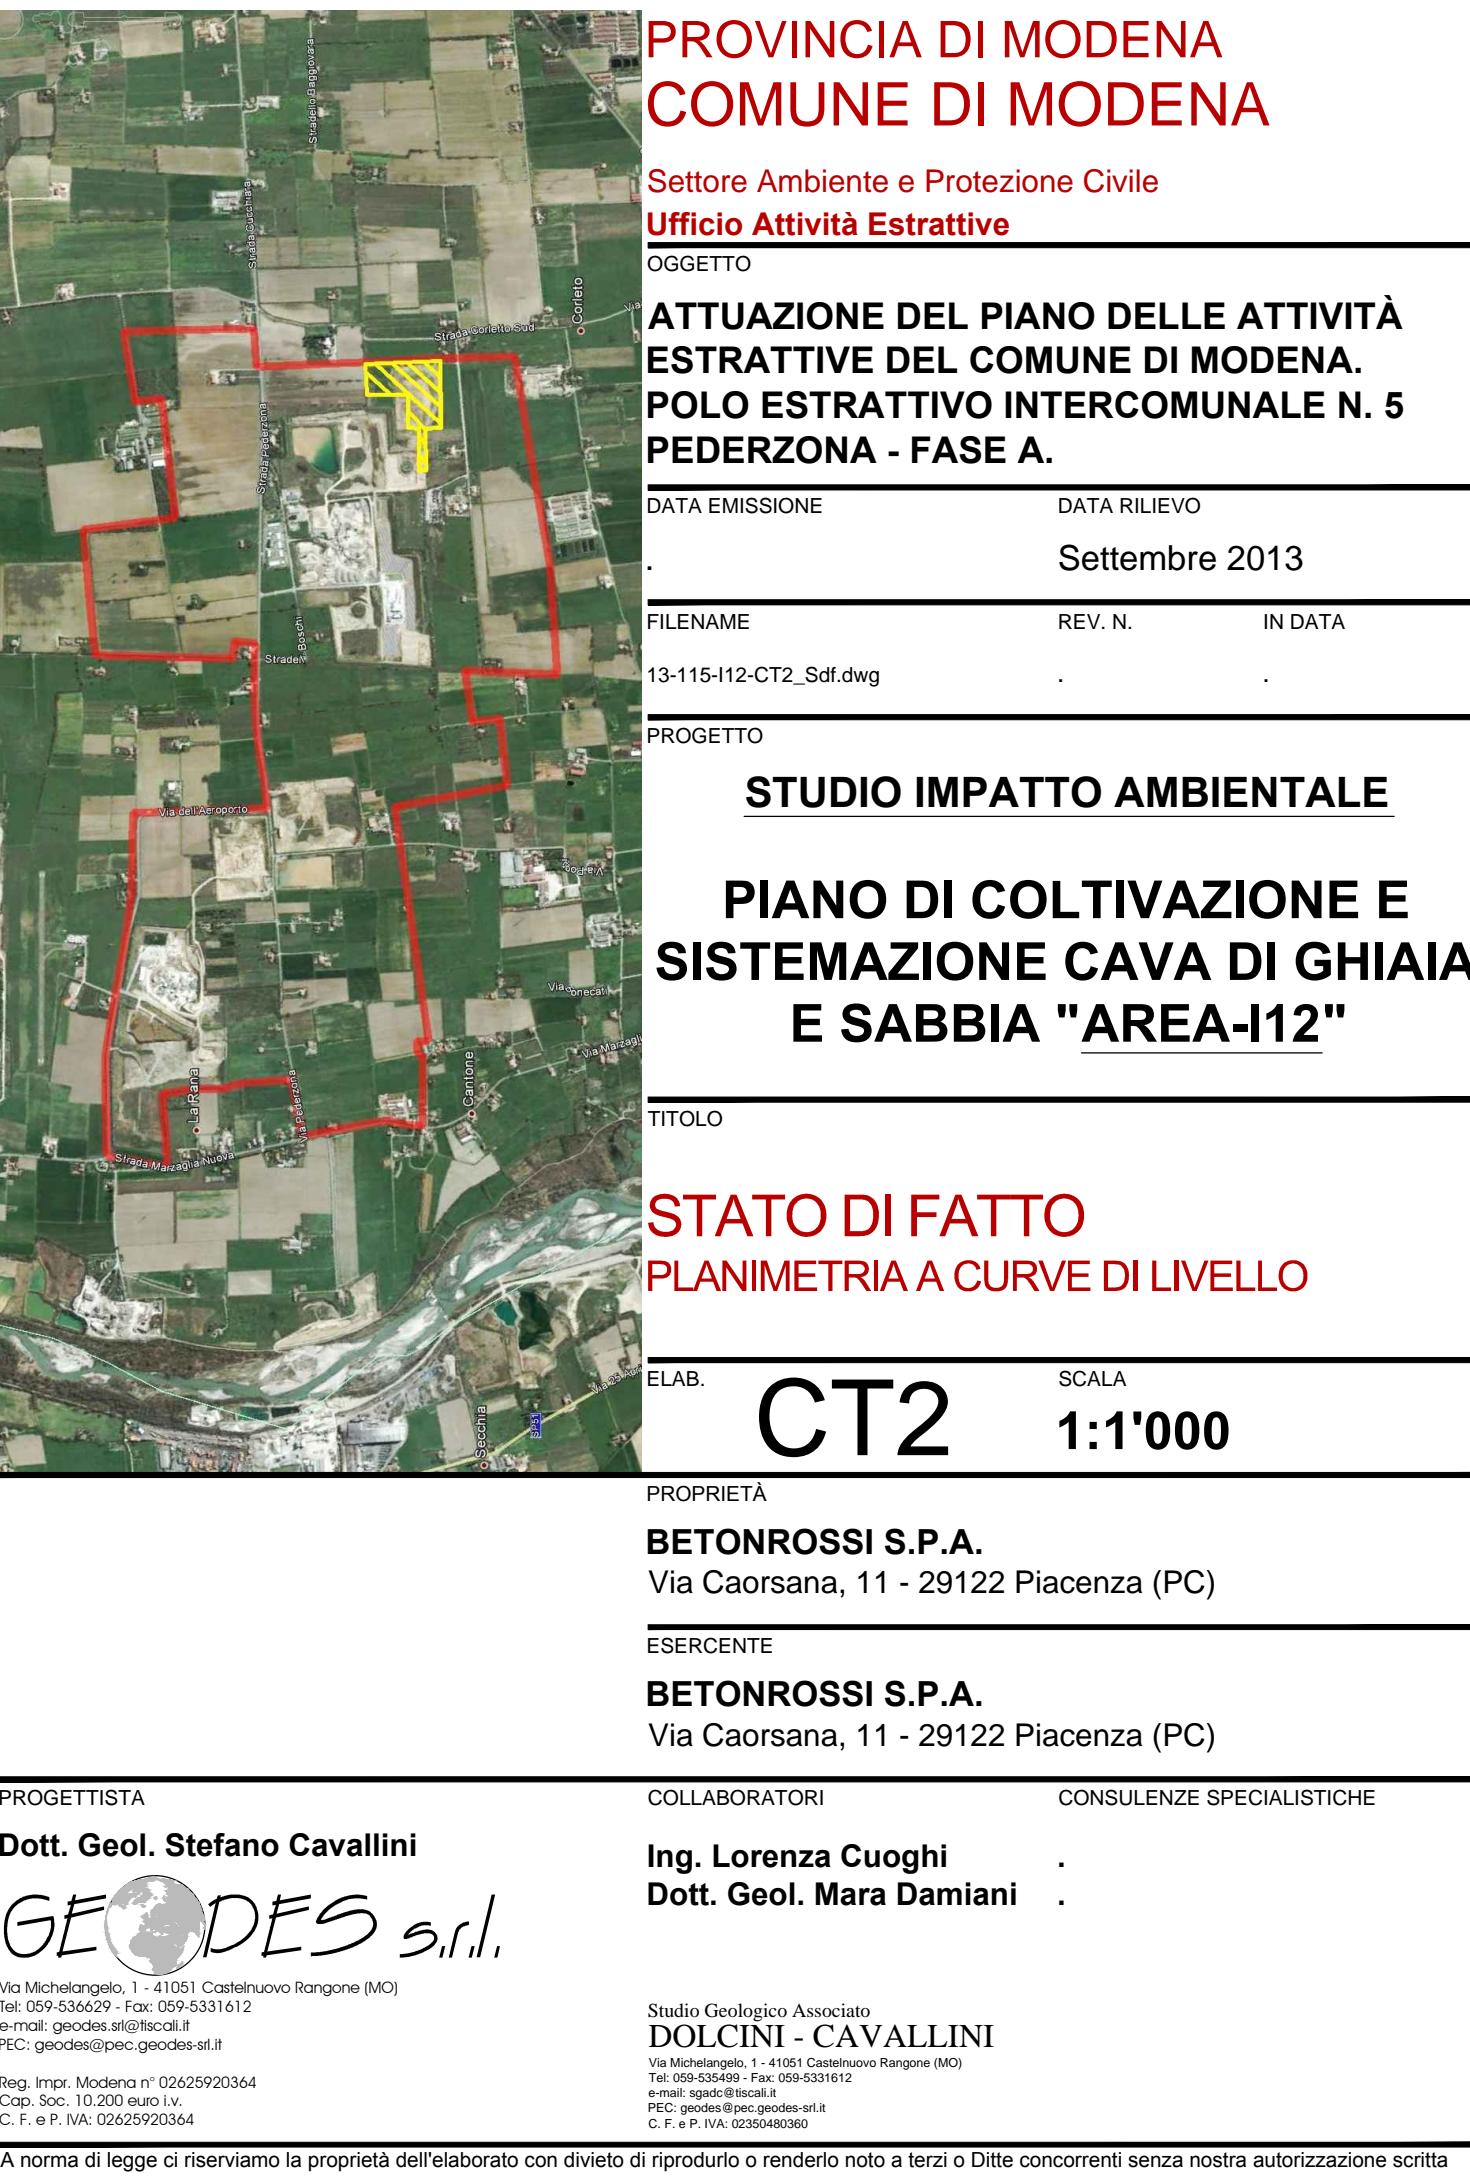 PROVINCIA DI MODENA
COMUNE DI MODENA
Settore Ambiente e Protezione Civile
Ufficio Attività Estrattive
OGGETTO
ATTUAZIONE DEL PIANO DELLE ATTIVITÀ
ESTRATTIVE DEL COMUNE DI MODENA.
POLO ESTRATTIVO INTERCOMUNALE N. 5
PEDERZONA - FASE A.
DATA EMISSIONE DATA RILIEVO
. Settembre 2013
FILENAME REV. N. IN DATA
13-115-I12-CT2_Sdf.dwg . .
PROGETTO
STUDIO IMPATTO AMBIENTALE
PIANO DI COLTIVAZIONE E
SISTEMAZIONE CAVA DI GHIAIA
E SABBIA "AREA-I12"
TITOLO
STATO DI FATTO
PLANIMETRIA A CURVE DI LIVELLO
ELAB. SCALA
CT2 1:1'000
Stradello Baggiovara
Strada Cucchiara
Corleto
Via
Strada Corletto Sud
Strada Pederzona
Boschi
Stradell
Via dell'Aeroporto
Via Pozzi
Via Marzagli
La Rana
Via Pederzona
Cantone
Strada Marzaglia Nuova
Via 25 Apri
Secchia
SP51
PROPRIETÀ
BETONROSSI S.P.A.
Via Caorsana, 11 - 29122 Piacenza (PC)
ESERCENTE
BETONROSSI S.P.A.
Via Caorsana, 11 - 29122 Piacenza (PC)
PROGETTISTA COLLABORATORI CONSULENZE SPECIALISTICHE
Dott. Geol. Stefano Cavallini
Ing. Lorenza Cuoghi .
Dott. Geol. Mara Damiani .
GEODES s.r.l.
Via Michelangelo, 1 - 41051 Castelnuovo Rangone (MO)
Tel: 059-536629 - Fax: 059-5331612
e-mail: geodes.srl@tiscali.it
PEC: geodes@pec.geodes-srl.it
Reg. Impr. Modena n° 02625920364
Cap. Soc. 10.200 euro i.v.
C. F. e P. IVA: 02625920364
Studio Geologico Associato
DOLCINI - CAVALLINI
Via Michelangelo, 1 - 41051 Castelnuovo Rangone (MO)
Tel: 059-535499 - Fax: 059-5331612
e-mail: sgadc@tiscali.it
PEC: geodes@pec.geodes-srl.it
C. F. e P. IVA: 02350480360
A norma di legge ci riserviamo la proprietà dell'elaborato con divieto di riprodurlo o renderlo noto a terzi o Ditte concorrenti senza nostra autorizzazione scritta